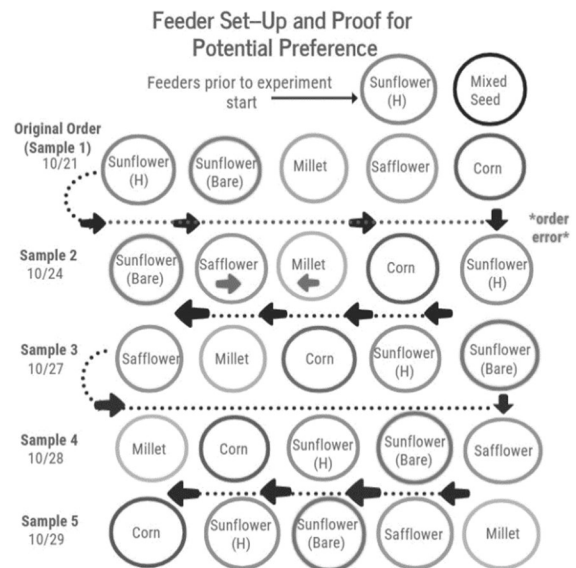 Feeder Set–Up and Proof for
Potential Preference
Feeders prior to experiment
start
Sunflower
(H)
Mixed
Seed
Original Order
(Sample 1)
10/21
Sunflower
(H)
Sunflower
(Bare)
Millet
Safflower
Corn
*order
error*
Sample 2
10/24
Sunflower
(Bare)
Safflower
Millet
Corn
Sunflower
(H)
Sample 3
10/27
Safflower
Millet
Corn
Sunflower
(H)
Sunflower
(Bare)
Sample 4
10/28
Millet
Corn
Sunflower
(H)
Sunflower
(Bare)
Safflower
Sample 5
10/29
Corn
Sunflower
(H)
Sunflower
(Bare)
Safflower
Millet